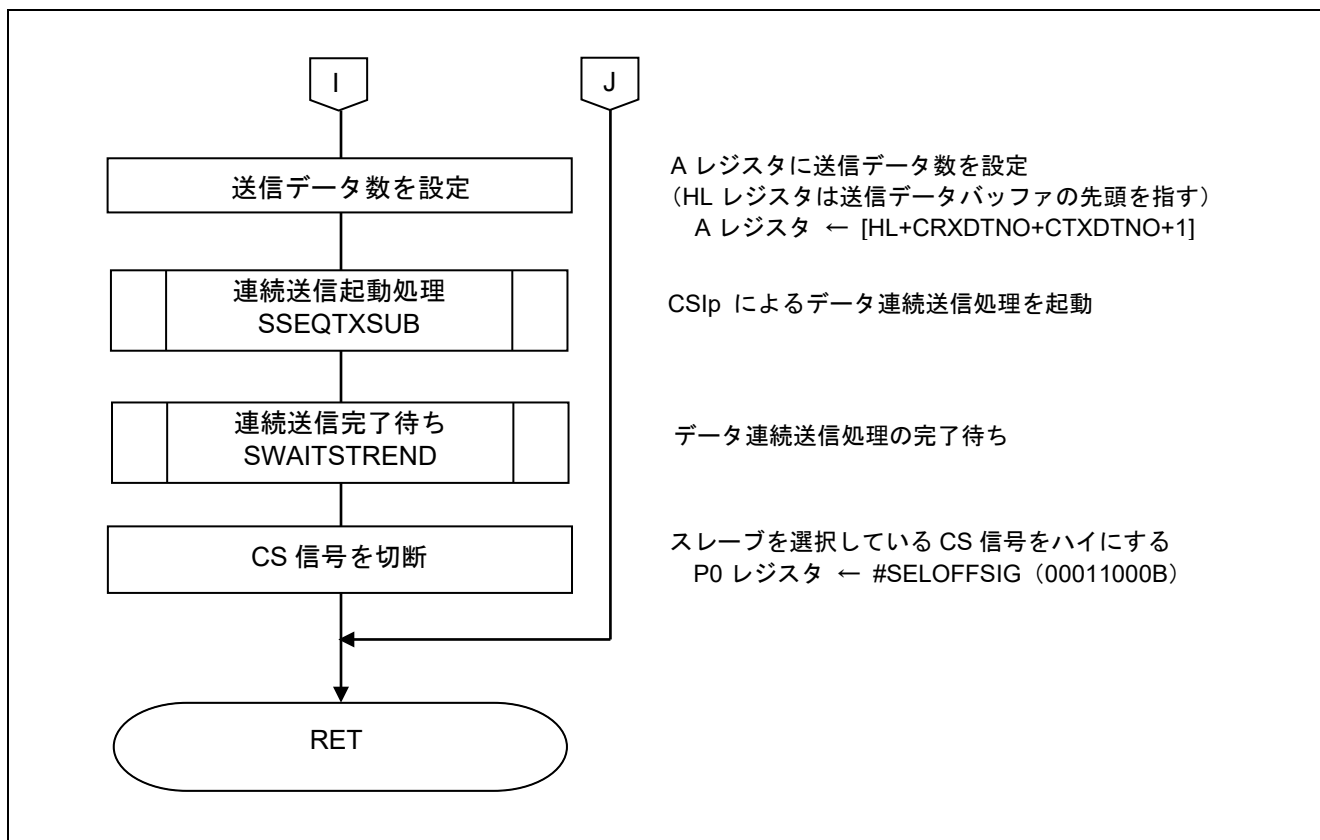 I
J
送信データ数を設定
A レジスタに送信データ数を設定
（HL レジスタは送信データバッファの先頭を指す）
A レジスタ ← [HL+CRXDTNO+CTXDTNO+1]
連続送信起動処理
SSEQTXSUB
CSIp によるデータ連続送信処理を起動
連続送信完了待ち
SWAITSTREND
データ連続送信処理の完了待ち
CS 信号を切断
スレーブを選択している CS 信号をハイにする
P0 レジスタ ← #SELOFFSIG（00011000B）
RET